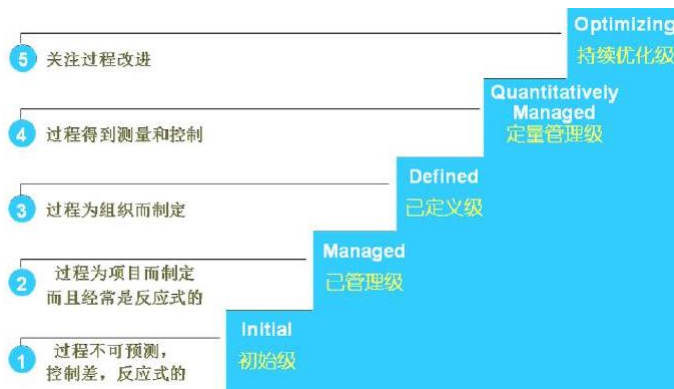 Optimizing
持续优化级
5 关注过程改进
Quantitatively
Managed
定量管理级
4 过程得到测量和控制
Defined
已定义级
3 过程为组织而制定
Managed
已管理级
2 过程为项目而制定
而且经常是反应式的
Initial
初始级
1 过程不可预测，
控制差，反应式的